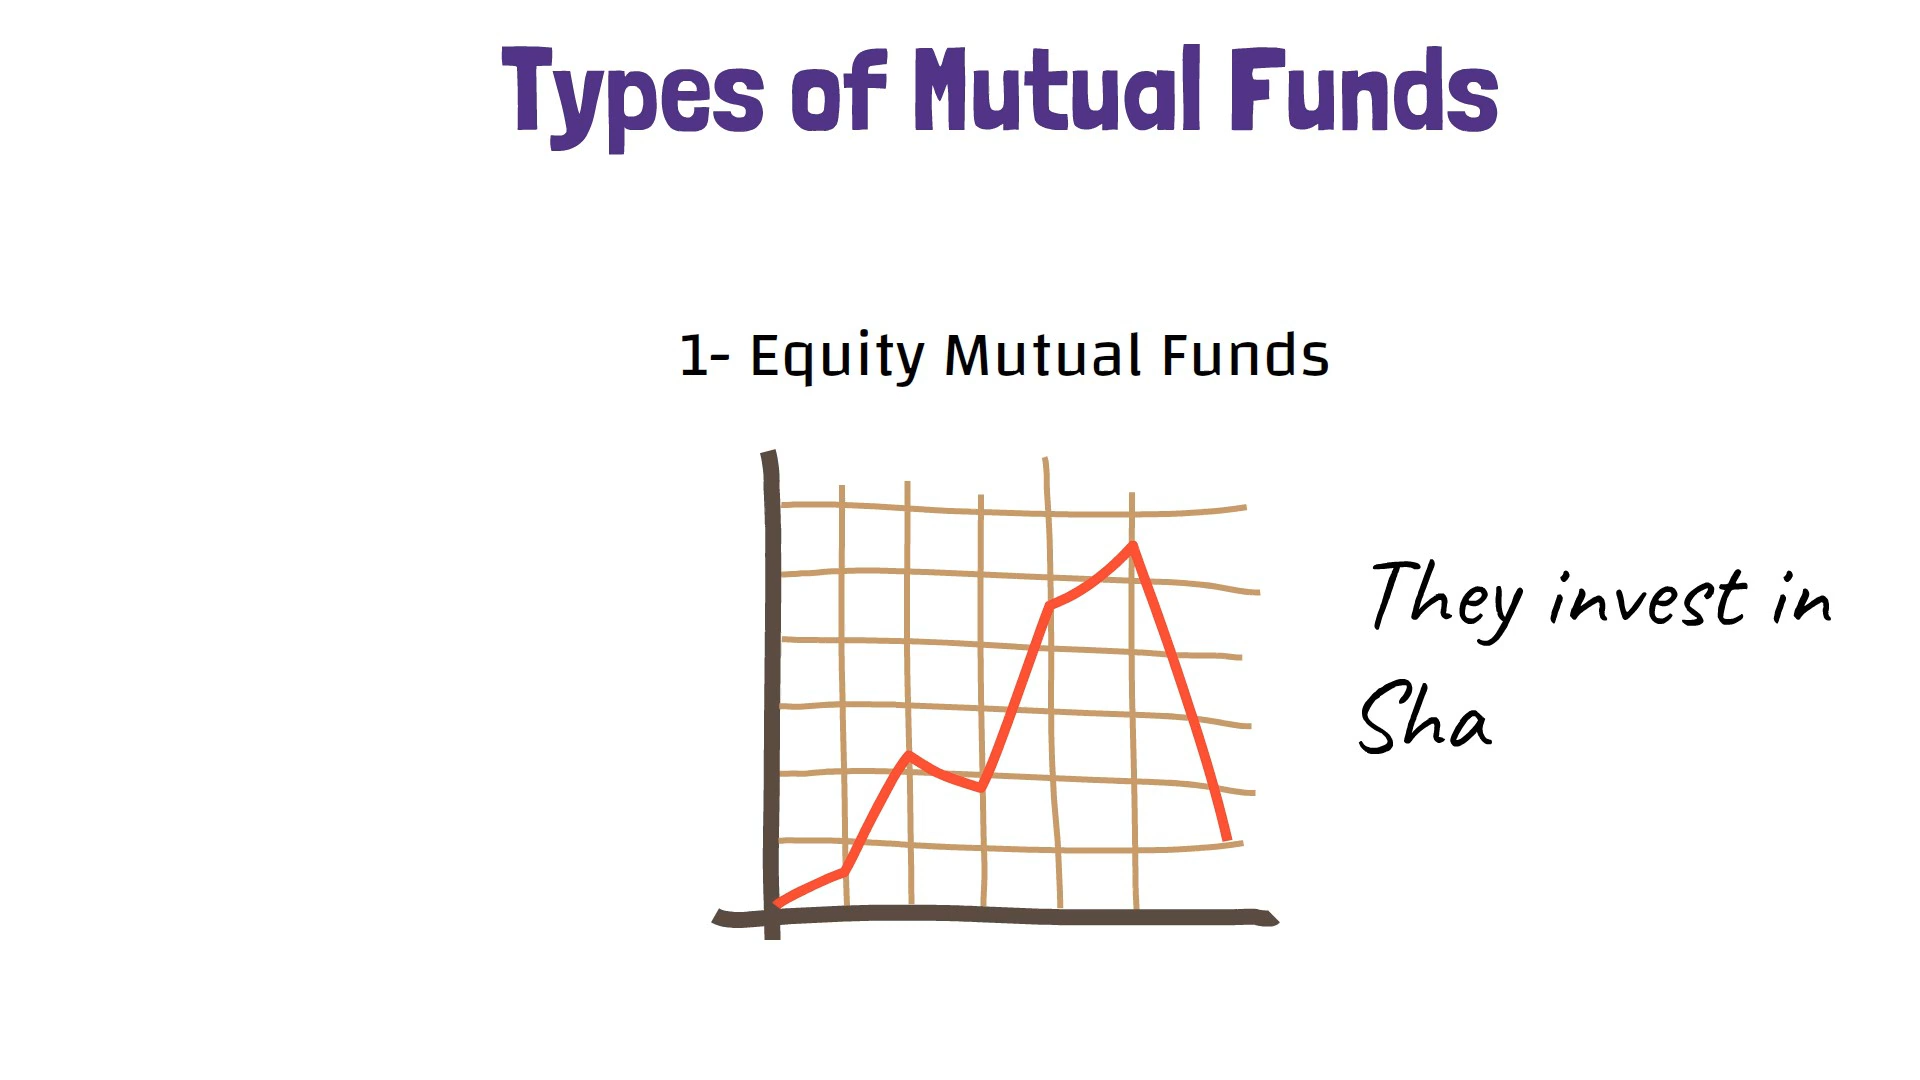 Types of Mutual Funds
1- Equity Mutual Funds
They invest in
Sha